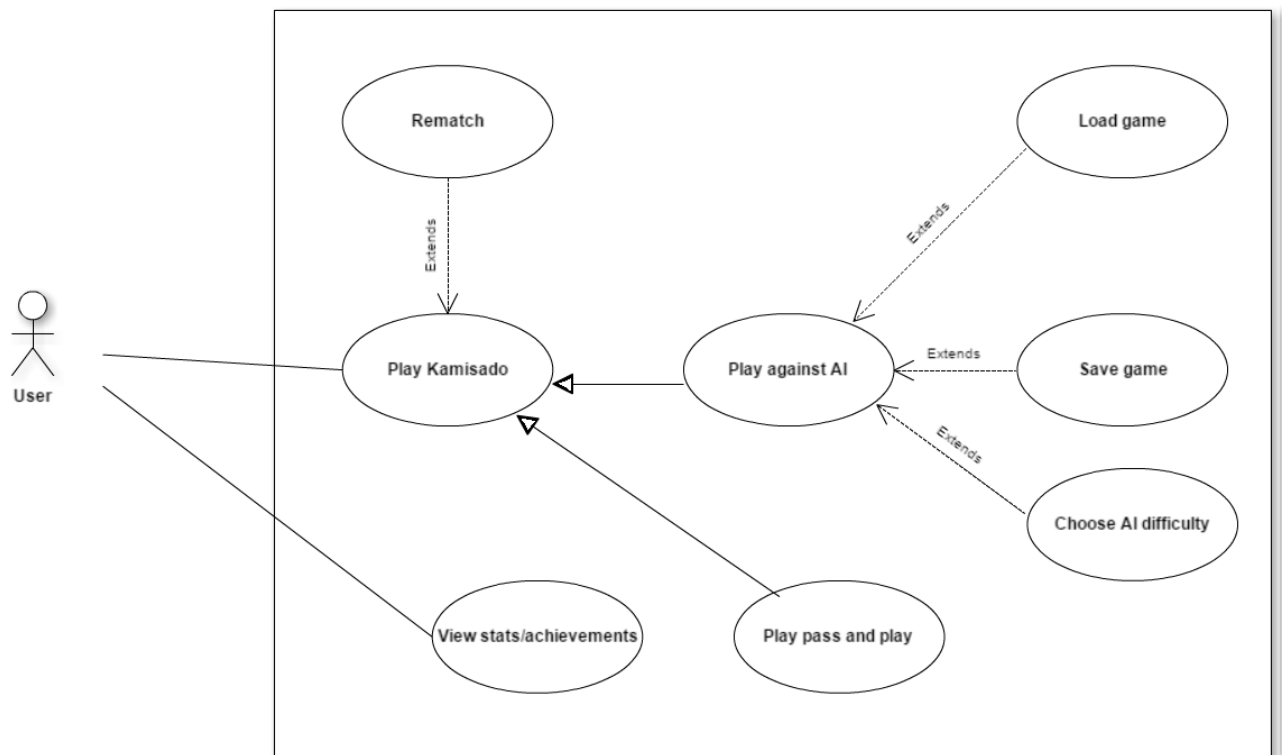 Rematch
Load game
Extends
Extends
User
Play Kamisado
Play against AI
Extends
Save game
Extends
Choose AI difficulty
View stats/achievements
Play pass and play